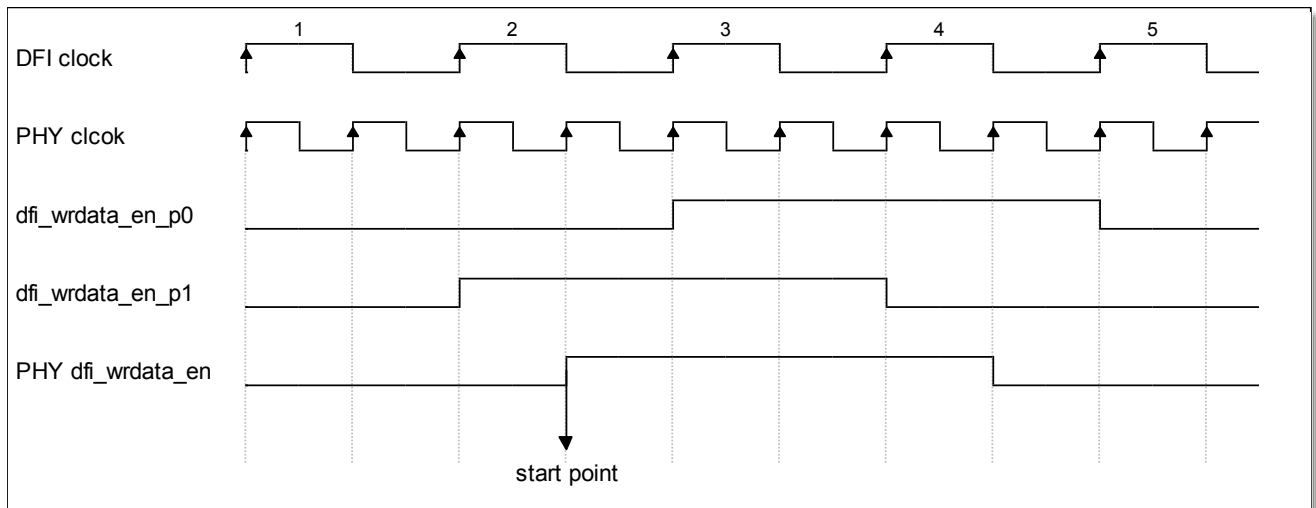 1 2 3 4 5
DFI clock
PHY clcok
dfi_wrdata_en_p0
dfi_wrdata_en_p1
PHY dfi_wrdata_en
start point